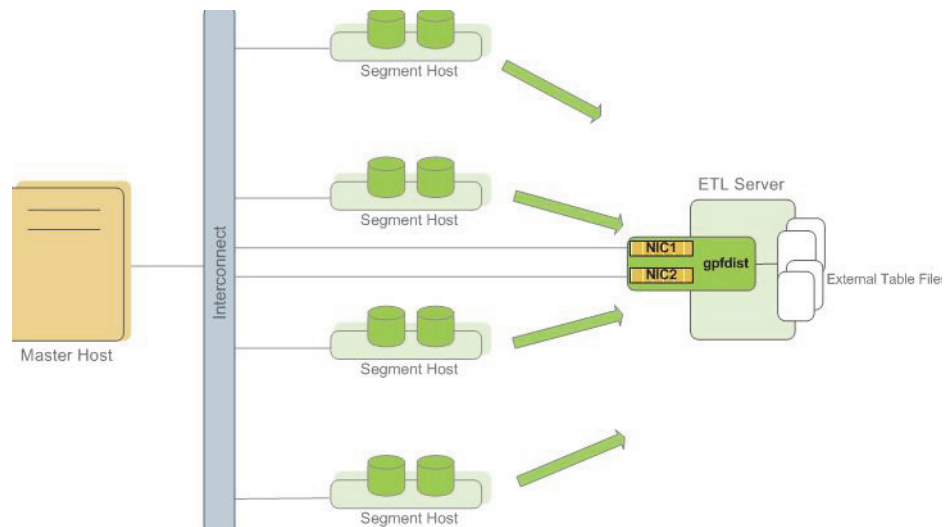 Segment Host
Segment Host
ETL Server
NIC1
gpfdist
NIC2
External Table Files
Interconnect
Master Host
Segment Host
Segment Host